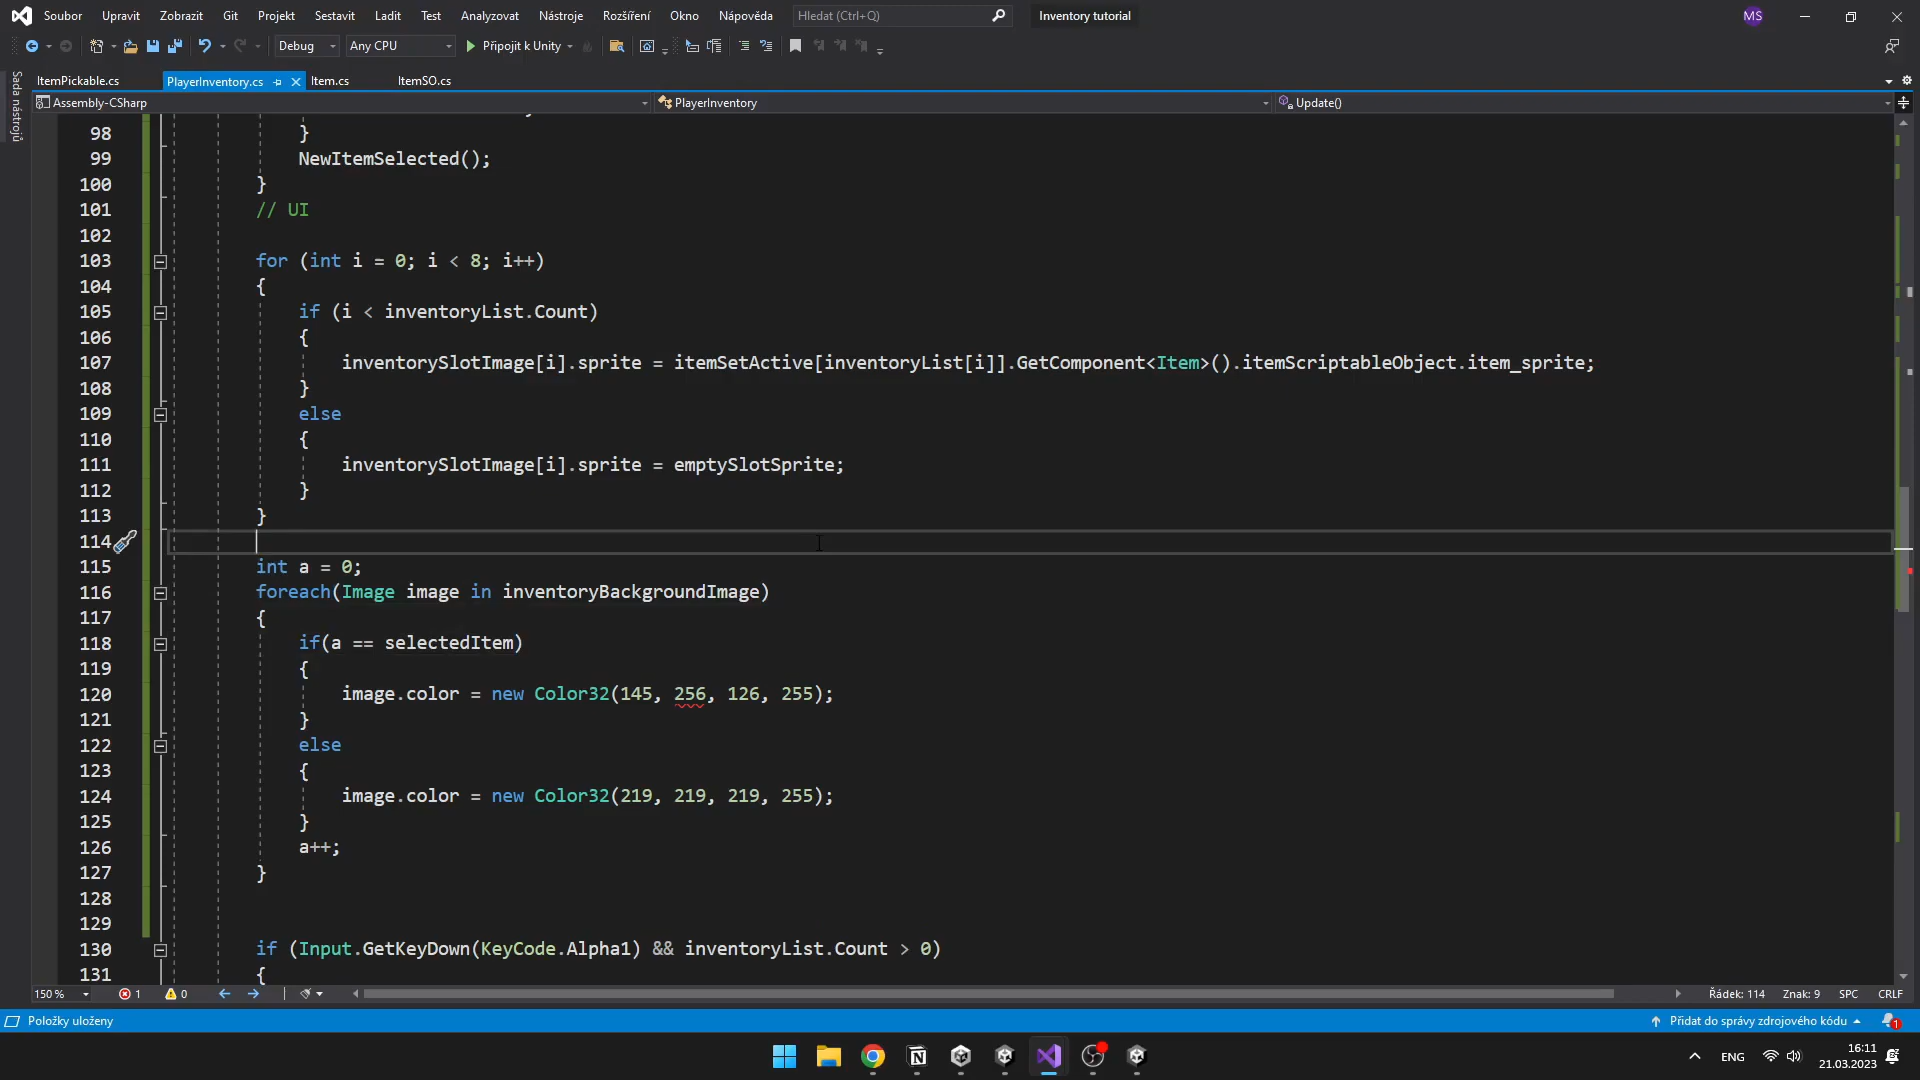 Soubor Upravit Zobrazit Git Projekt Sestavit Ladit Test Analyzovat Nástroje Rozšíření Okno Nápověda Hledat (Ctrl+Q) Inventory tutorial MS
Debug Any CPU Připojit k Unity
Sada nástrojů
ItemPickable.cs PlayerInventory.cs Item.cs ItemSO.cs
Assembly-CSharp PlayerInventory Update()
98 }
99 NewItemSelected();
100 }
101 // UI
102
103 for (int i = 0; i < 8; i++)
104 {
105 if (i < inventoryList.Count)
106 {
107 inventorySlotImage[i].sprite = itemSetActive[inventoryList[i]].GetComponent<Item>().itemScriptableObject.item_sprite;
108 }
109 else
110 {
111 inventorySlotImage[i].sprite = emptySlotSprite;
112 }
113 }
114
115 int a = 0;
116 foreach(Image image in inventoryBackgroundImage)
117 {
118 if(a == selectedItem)
119 {
120 image.color = new Color32(145, 256, 126, 255);
121 }
122 else
123 {
124 image.color = new Color32(219, 219, 219, 255);
125 }
126 a++;
127 }
128
129
130 if (Input.GetKeyDown(KeyCode.Alpha1) && inventoryList.Count > 0)
131 {
150 % 1 0 Řádek: 114 Znak: 9 SPC CRLF
Položky uloženy Přidat do správy zdrojového kódu 1
ENG 16:11
21.03.2023